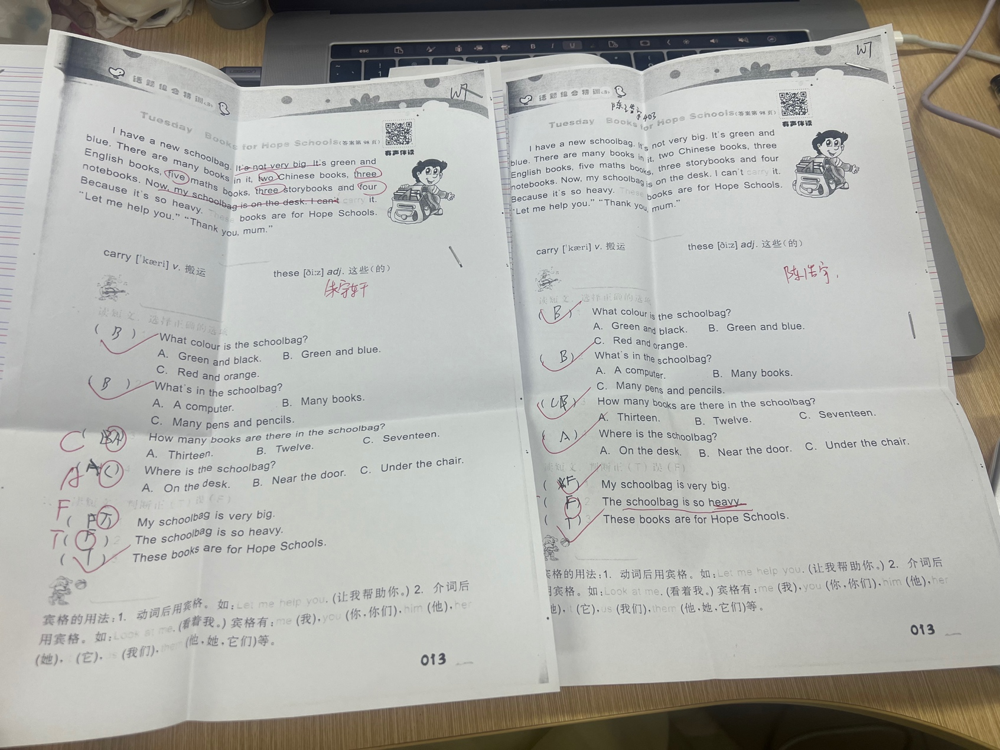 esc
B I U
W7
话题组合特训(3)
Tuesday Books for Hope Schools(答案第98页)
有声伴读
I have a new schoolbag. It's not very big. It's green and
blue. There are many books in it, two Chinese books, three
English books, five maths books, three storybooks and four
notebooks. Now, my schoolbag is on the desk. I can't carry it.
Because it's so heavy. These books are for Hope Schools.
"Let me help you." "Thank you, mum."
carry ['kæri] v. 搬运
these [ði:z] adj. 这些(的)
朱宗轩
读短文，选择正确的选项
( B ) What colour is the schoolbag?
A. Green and black. B. Green and blue.
C. Red and orange.
( B ) 2 What's in the schoolbag?
A. A computer. B. Many books.
C. Many pens and pencils.
C ( BA ) 3 How many books are there in the schoolbag?
A. Thirteen. B. Twelve. C. Seventeen.
A ( A C ) 4 Where is the schoolbag?
A. On the desk. B. Near the door. C. Under the chair.
读短文，判断正(T)误(F)
F ( F T ) My schoolbag is very big.
T ( F ) 2 The schoolbag is so heavy.
( T ) These books are for Hope Schools.
宾格的用法:1. 动词后用宾格。如:Let me help you. (让我帮助你。) 2. 介词后
用宾格。如:Look at me. (看着我。) 宾格有:me (我), you (你,你们), him (他), her
(她), (它), us (我们), them (他,她,它们)等。
013
W7
话题组合特训(3)
陈浩宇403
Tuesday Books for Hope Schools(答案第98页)
有声伴读
I have a new schoolbag. It's not very big. It's green and
blue. There are many books in it, two Chinese books, three
English books, five maths books, three storybooks and four
notebooks. Now, my schoolbag is on the desk. I can't carry it.
Because it's so heavy. These books are for Hope Schools.
"Let me help you." "Thank you, mum."
carry ['kæri] v. 搬运
these [ði:z] adj. 这些(的)
陈浩宇.
读短文，选择正确的选项
( B ) 1 What colour is the schoolbag?
A. Green and black. B. Green and blue.
C. Red and orange.
( B ) 2 What's in the schoolbag?
A. A computer. B. Many books.
C. Many pens and pencils.
( CB ) 3 How many books are there in the schoolbag?
A. Thirteen. B. Twelve. C. Seventeen.
( A ) Where is the schoolbag?
A. On the desk. B. Near the door. C. Under the chair.
读短文，判断正(T)误(F)
( F ) 1 My schoolbag is very big.
( F ) 2 The schoolbag is so heavy.
( T ) 3 These books are for Hope Schools.
宾格的用法:1. 动词后用宾格。如:Let me help you. (让我帮助你。) 2. 介词后
用宾格。如:Look at me. (看着我。) 宾格有:me (我), you (你,你们), him (他), her
(她), it (它), us (我们), them (他,她,它们)等。
013